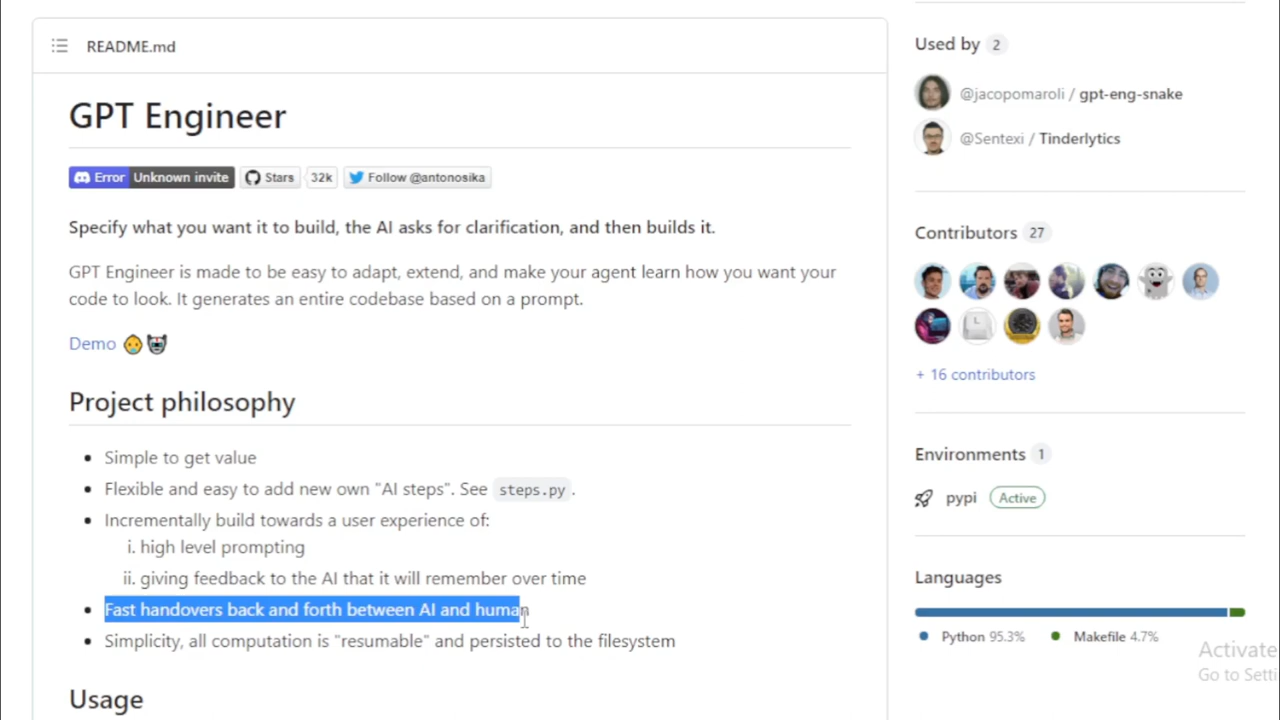 README.md
GPT Engineer
Error Unknown invite Stars 32k Follow @antonosika
Specify what you want it to build, the AI asks for clarification, and then builds it.
GPT Engineer is made to be easy to adapt, extend, and make your agent learn how you want your
code to look. It generates an entire codebase based on a prompt.
Demo
Project philosophy
• Simple to get value
• Flexible and easy to add new own "AI steps". See steps.py.
• Incrementally build towards a user experience of:
i. high level prompting
ii. giving feedback to the AI that it will remember over time
• Fast handovers back and forth between AI and human
• Simplicity, all computation is "resumable" and persisted to the filesystem
Usage
Used by 2
@jacopomaroli / gpt-eng-snake
@Sentexi / Tinderlytics
Contributors 27
+ 16 contributors
Environments 1
pypi Active
Languages
Python 95.3% Makefile 4.7%
Activate
Go to Setti